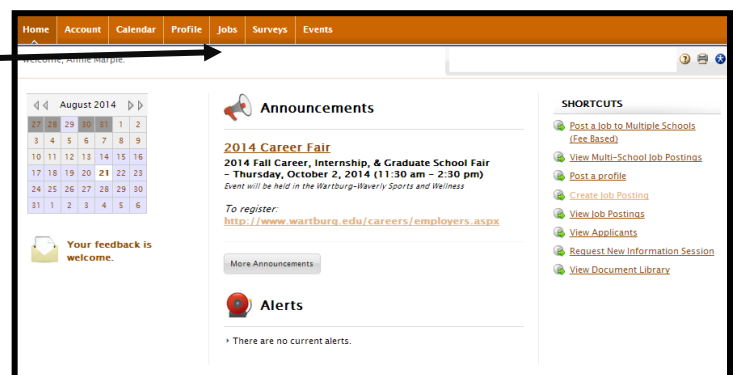 Home Account Calendar Profile Jobs Surveys Events
welcome, Annie Marple.
August 2014
27 28 29 30 31 1 2
3 4 5 6 7 8 9
10 11 12 13 14 15 16
17 18 19 20 21 22 23
24 25 26 27 28 29 30
31 1 2 3 4 5 6
Your feedback is
welcome.
Announcements
2014 Career Fair
2014 Fall Career, Internship, & Graduate School Fair
– Thursday, October 2, 2014 (11:30 am – 2:30 pm)
Event will be held in the Wartburg-Waverly Sports and Wellness
To register:
http://www.wartburg.edu/careers/employers.aspx
More Announcements
Alerts
There are no current alerts.
SHORTCUTS
Post a Job to Multiple Schools
(Fee Based)
View Multi-School Job Postings
Post a profile
Create Job Posting
View Job Postings
View Applicants
Request New Information Session
View Document Library